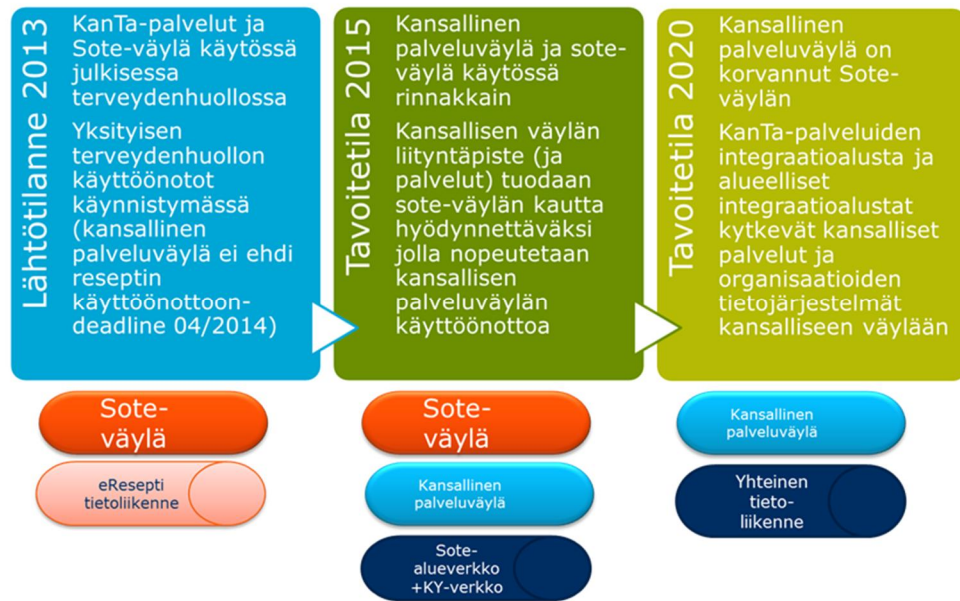 Lähtötilanne 2013
KanTa-palvelut ja
Sote-väylä käytössä
julkisessa
terveydenhuollossa
Yksityisen
terveydenhuollon
käyttöönotot
käynnistymässä
(kansallinen
palveluväylä ei ehdi
reseptin
käyttöönottoon-
deadline 04/2014)
Sote-
väylä
eResepti
tietoliikenne
Tavoitetila 2015
Kansallinen
palveluväylä ja sote-
väylä käytössä
rinnakkain
Kansallisen väylän
liityntäpiste (ja
palvelut) tuodaan
sote-väylän kautta
hyödynnettäväksi
jolla nopeutetaan
kansallisen
palveluväylän
käyttöönottoa
Sote-
väylä
Kansallinen
palveluväylä
Sote-
alueverkko
+KY-verkko
Tavoitetila 2020
Kansallinen
palveluväylä on
korvannut Sote-
väylän
KanTa-palveluiden
integraatioalusta ja
alueelliset
integraatioalustat
kytkevät kansalliset
palvelut ja
organisaatioiden
tietojärjestelmät
kansalliseen väylään
Kansallinen
palveluväylä
Yhteinen
tieto-
liikenne